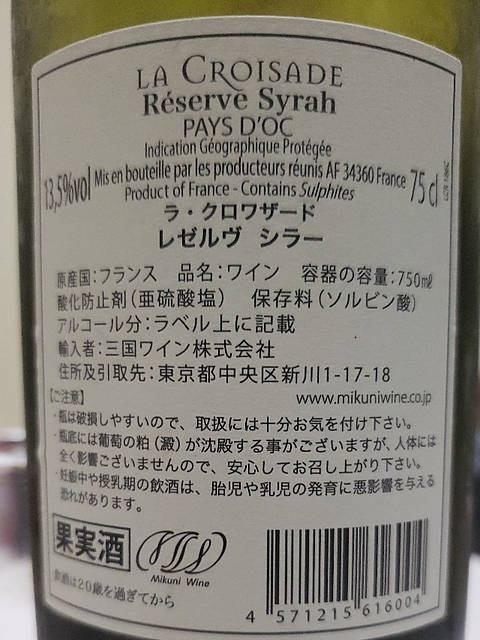 LA CROISADE
Réserve Syrah
PAYS D'OC
Indication Géographique Protégée
13,5%vol Mis en bouteille par les producteurs réunis AF 34360 France 75 cl
Product of France - Contains Sulphites
ラ・クロワザード
レゼルヴ シラー
原産国:フランス 品名:ワイン 容器の容量:750㎖
酸化防止剤(亜硫酸塩) 保存料(ソルビン酸)
アルコール分:ラベル上に記載
輸入者:三国ワイン株式会社
住所及引取先:東京都中央区新川1-17-18
【ご注意】 www.mikuniwine.co.jp
・瓶は破損しやすいので、取扱には十分お気を付け下さい。
・瓶底には葡萄の粕(澱)が沈殿する事がございますが、人体には
全く影響ございませんので、安心してお召し上がり下さい。
・妊娠中や授乳期の飲酒は、胎児や乳児の発育に悪影響を与える
恐れがあります。
果実酒
Mikuni Wine
飲酒は20歳を過ぎてから
4 571215 616004